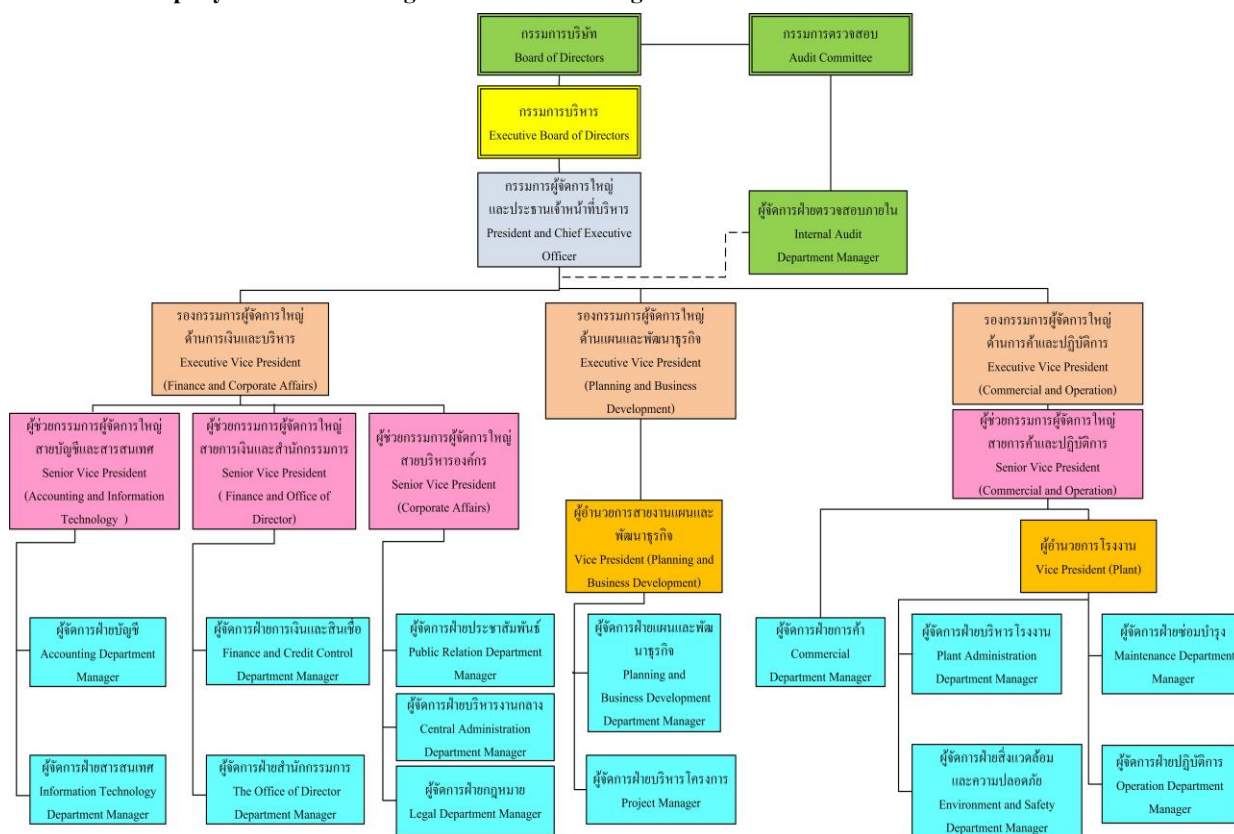 กรรมการบริษัท
Board of Directors
กรรมการตรวจสอบ
Audit Committee
กรรมการบริหาร
Executive Board of Directors
กรรมการผู้จัดการใหญ่
และประธานเจ้าหน้าที่บริหาร
President and Chief Executive
Officer
ผู้จัดการฝ่ายตรวจสอบภายใน
Internal Audit
Department Manager
รองกรรมการผู้จัดการใหญ่
ด้านการเงินและบริหาร
Executive Vice President
(Finance and Corporate Affairs)
รองกรรมการผู้จัดการใหญ่
ด้านแผนและพัฒนาธุรกิจ
Executive Vice President
(Planning and Business
Development)
รองกรรมการผู้จัดการใหญ่
ด้านการค้าและปฏิบัติการ
Executive Vice President
(Commercial and Operation)
ผู้ช่วยกรรมการผู้จัดการใหญ่
สายบัญชีและสารสนเทศ
Senior Vice President
(Accounting and Information
Technology )
ผู้ช่วยกรรมการผู้จัดการใหญ่
สายการเงินและสำนักกรรมการ
Senior Vice President
( Finance and Office of
Director)
ผู้ช่วยกรรมการผู้จัดการใหญ่
สายบริหารองค์กร
Senior Vice President
(Corporate Affairs)
ผู้ช่วยกรรมการผู้จัดการใหญ่
สายการค้าและปฏิบัติการ
Senior Vice President
(Commercial and Operation)
ผู้อำนวยการสายงานแผนและ
พัฒนาธุรกิจ
Vice President (Planning and
Business Development)
ผู้อำนวยการโรงงาน
Vice President (Plant)
ผู้จัดการฝ่ายบัญชี
Accounting Department
Manager
ผู้จัดการฝ่ายการเงินและสินเชื่อ
Finance and Credit Control
Department Manager
ผู้จัดการฝ่ายประชาสัมพันธ์
Public Relation Department
Manager
ผู้จัดการฝ่ายแผนและพัฒ
นาธุรกิจ
Planning and
Business Development
Department Manager
ผู้จัดการฝ่ายการค้า
Commercial
Department Manager
ผู้จัดการฝ่ายบริหารโรงงาน
Plant Administration
Department Manager
ผู้จัดการฝ่ายซ่อมบำรุง
Maintenance Department
Manager
ผู้จัดการฝ่ายบริหารงานกลาง
Central Administration
Department Manager
ผู้จัดการฝ่ายสารสนเทศ
Information Technology
Department Manager
ผู้จัดการฝ่ายสำนักกรรมการ
The Office of Director
Department Manager
ผู้จัดการฝ่ายกฎหมาย
Legal Department Manager
ผู้จัดการฝ่ายบริหารโครงการ
Project Manager
ผู้จัดการฝ่ายสิ่งแวดล้อม
และความปลอดภัย
Environment and Safety
Department Manager
ผู้จัดการฝ่ายปฏิบัติการ
Operation Department
Manager